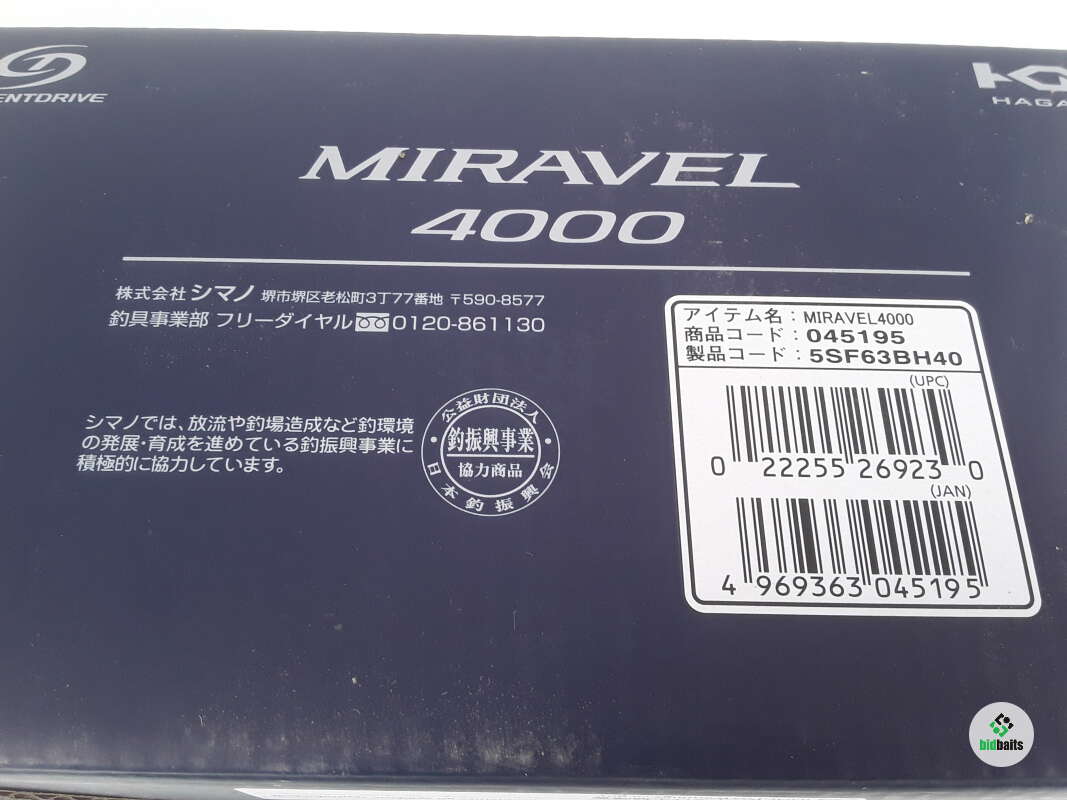 ENTDRIVE
HAGA
MIRAVEL
4000
株式会社 シマノ 堺市堺区老松町3丁77番地 〒590-8577
釣具事業部 フリーダイヤル 0120-861130
シマノでは、放流や釣場造成など釣環境
の発展・育成を進めている釣振興事業に
積極的に協力しています。
公益財団法人
釣振興事業
協力商品
日本釣振興会
アイテム名：MIRAVEL4000
商品コード：045195
製品コード：5SF63BH40
(UPC)
0 22255 26923 0
(JAN)
4 969363 045195
bidbaits